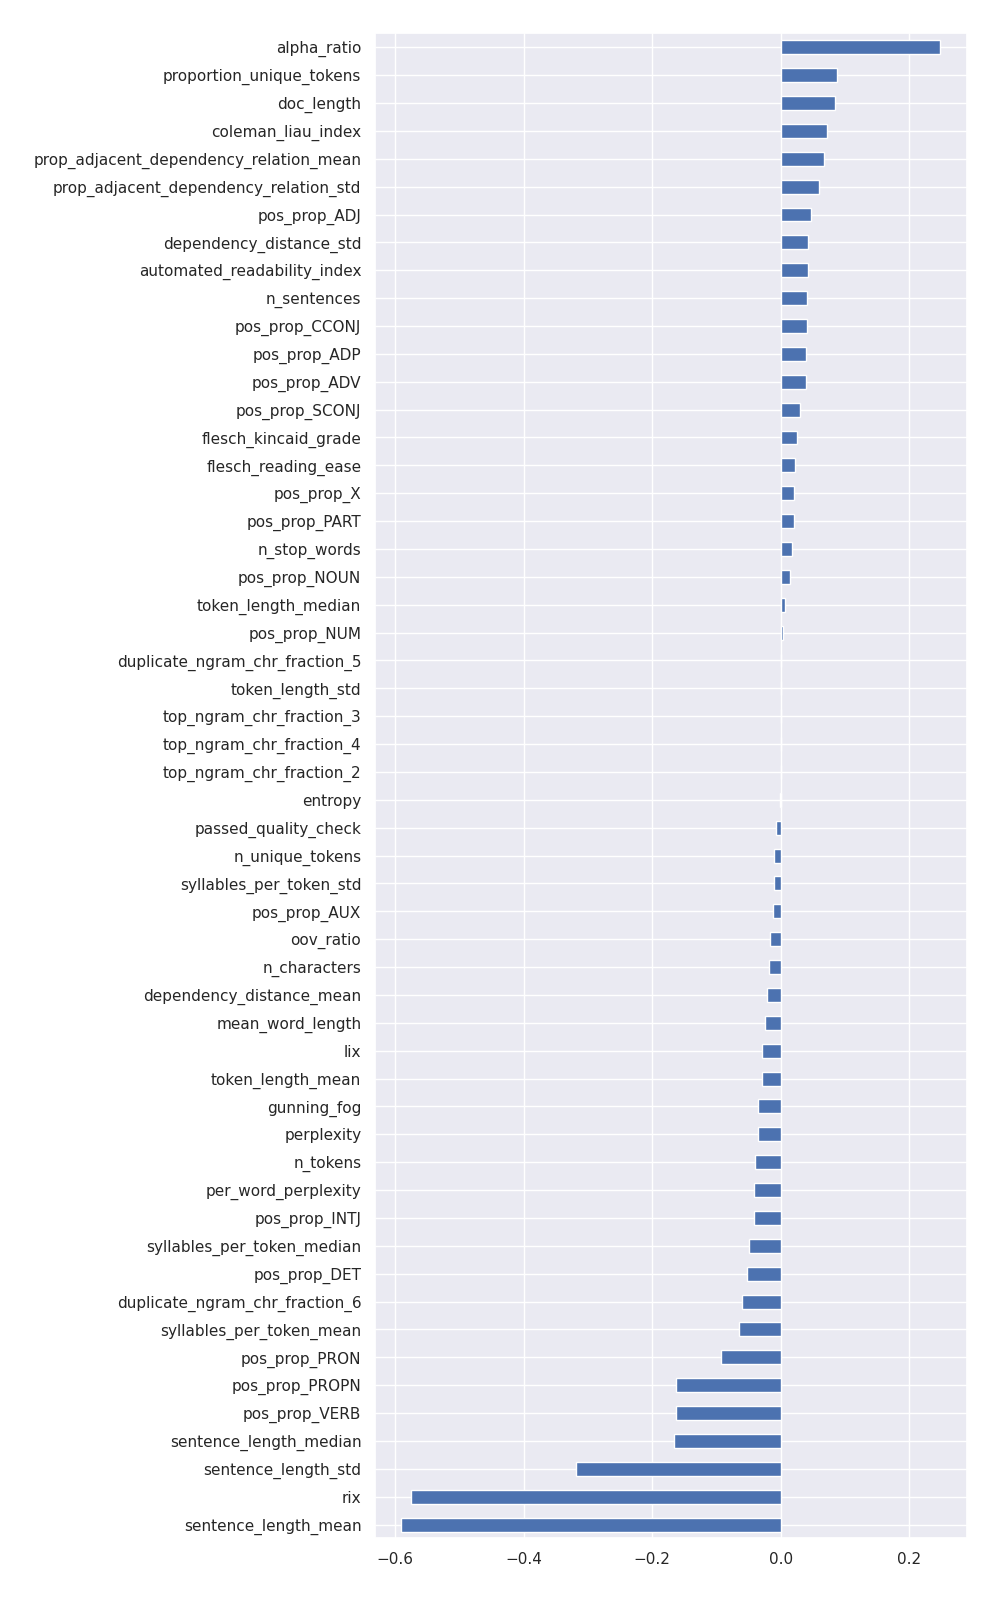 alpha_ratio
proportion_unique_tokens
doc_length
coleman_liau_index
prop_adjacent_dependency_relation_mean
prop_adjacent_dependency_relation_std
pos_prop_ADJ
dependency_distance_std
automated_readability_index
n_sentences
pos_prop_CCONJ
pos_prop_ADP
pos_prop_ADV
pos_prop_SCONJ
flesch_kincaid_grade
flesch_reading_ease
pos_prop_X
pos_prop_PART
n_stop_words
pos_prop_NOUN
token_length_median
pos_prop_NUM
duplicate_ngram_chr_fraction_5
token_length_std
top_ngram_chr_fraction_3
top_ngram_chr_fraction_4
top_ngram_chr_fraction_2
entropy
passed_quality_check
n_unique_tokens
syllables_per_token_std
pos_prop_AUX
oov_ratio
n_characters
dependency_distance_mean
mean_word_length
lix
token_length_mean
gunning_fog
perplexity
n_tokens
per_word_perplexity
pos_prop_INTJ
syllables_per_token_median
pos_prop_DET
duplicate_ngram_chr_fraction_6
syllables_per_token_mean
pos_prop_PRON
pos_prop_PROPN
pos_prop_VERB
sentence_length_median
sentence_length_std
rix
sentence_length_mean
−0.6 −0.4 −0.2 0.0 0.2